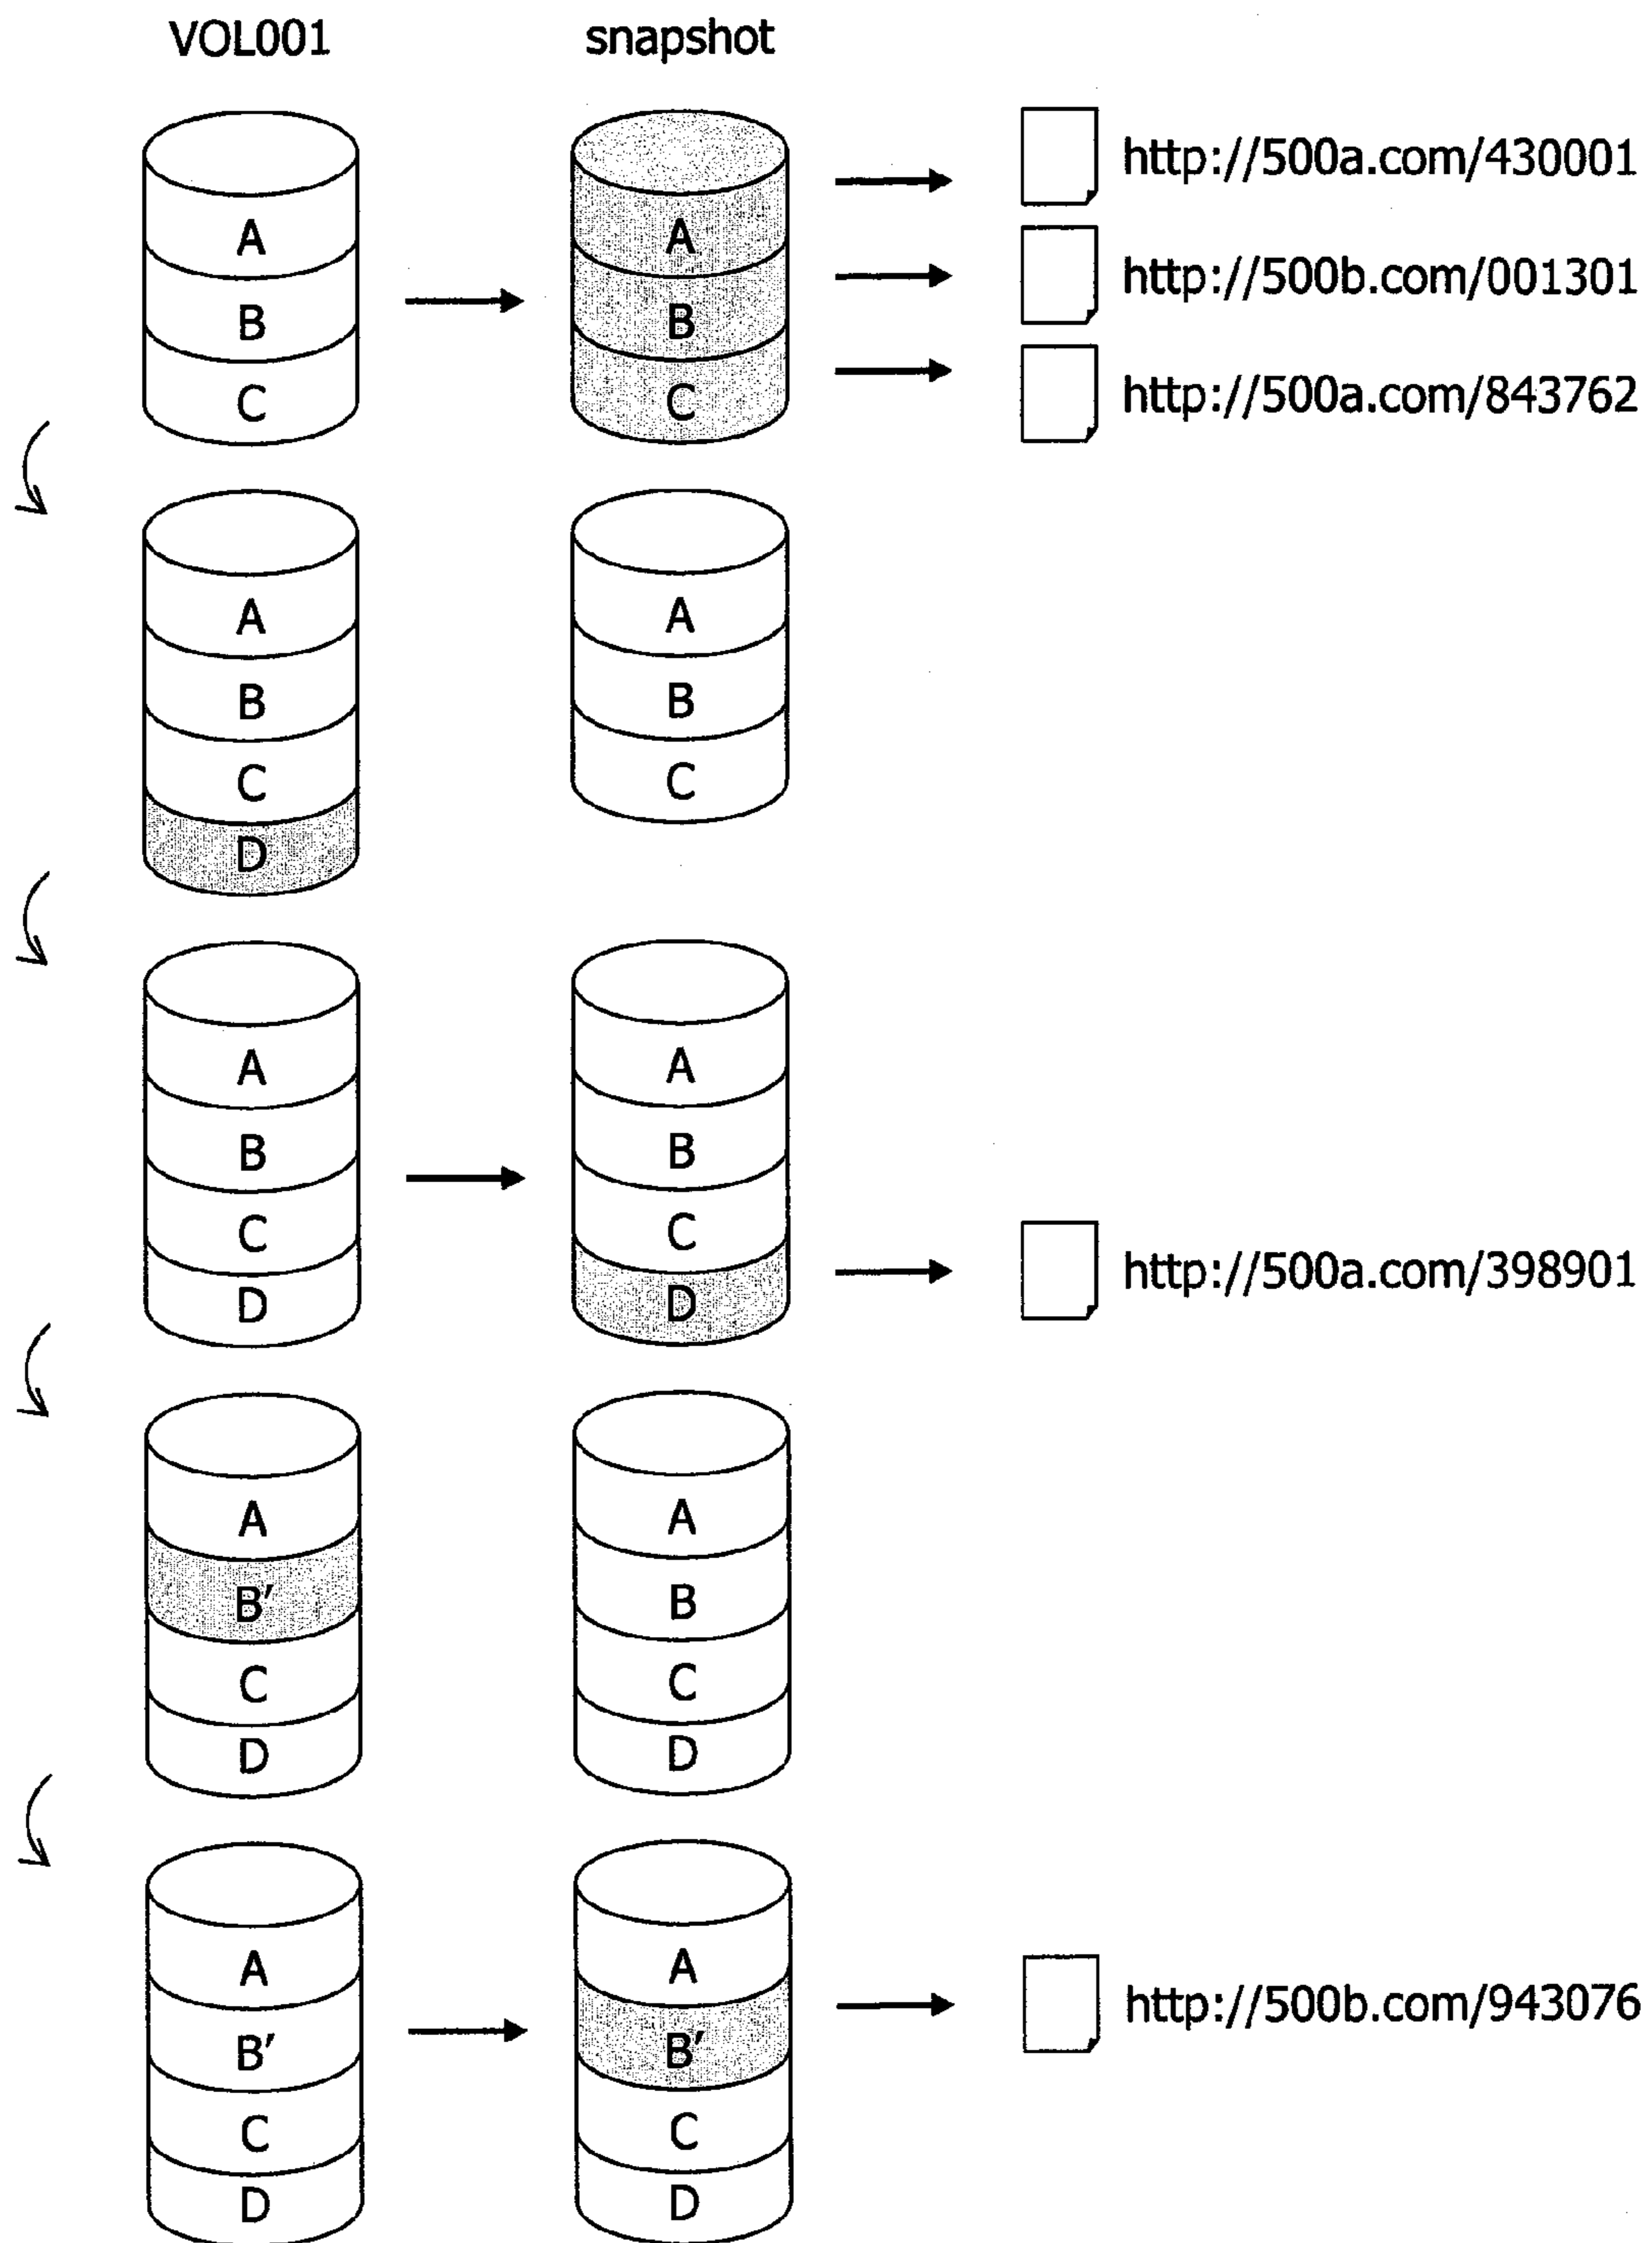 VOL001 snapshot
A A http://500a.com/430001
B B http://500b.com/001301
C C http://500a.com/843762
A A
B B
C C
D
A A
B B
C C
D D http://500a.com/398901
A A
B′ B
C C
D D
A A http://500b.com/943076
B′ B′
C C
D D